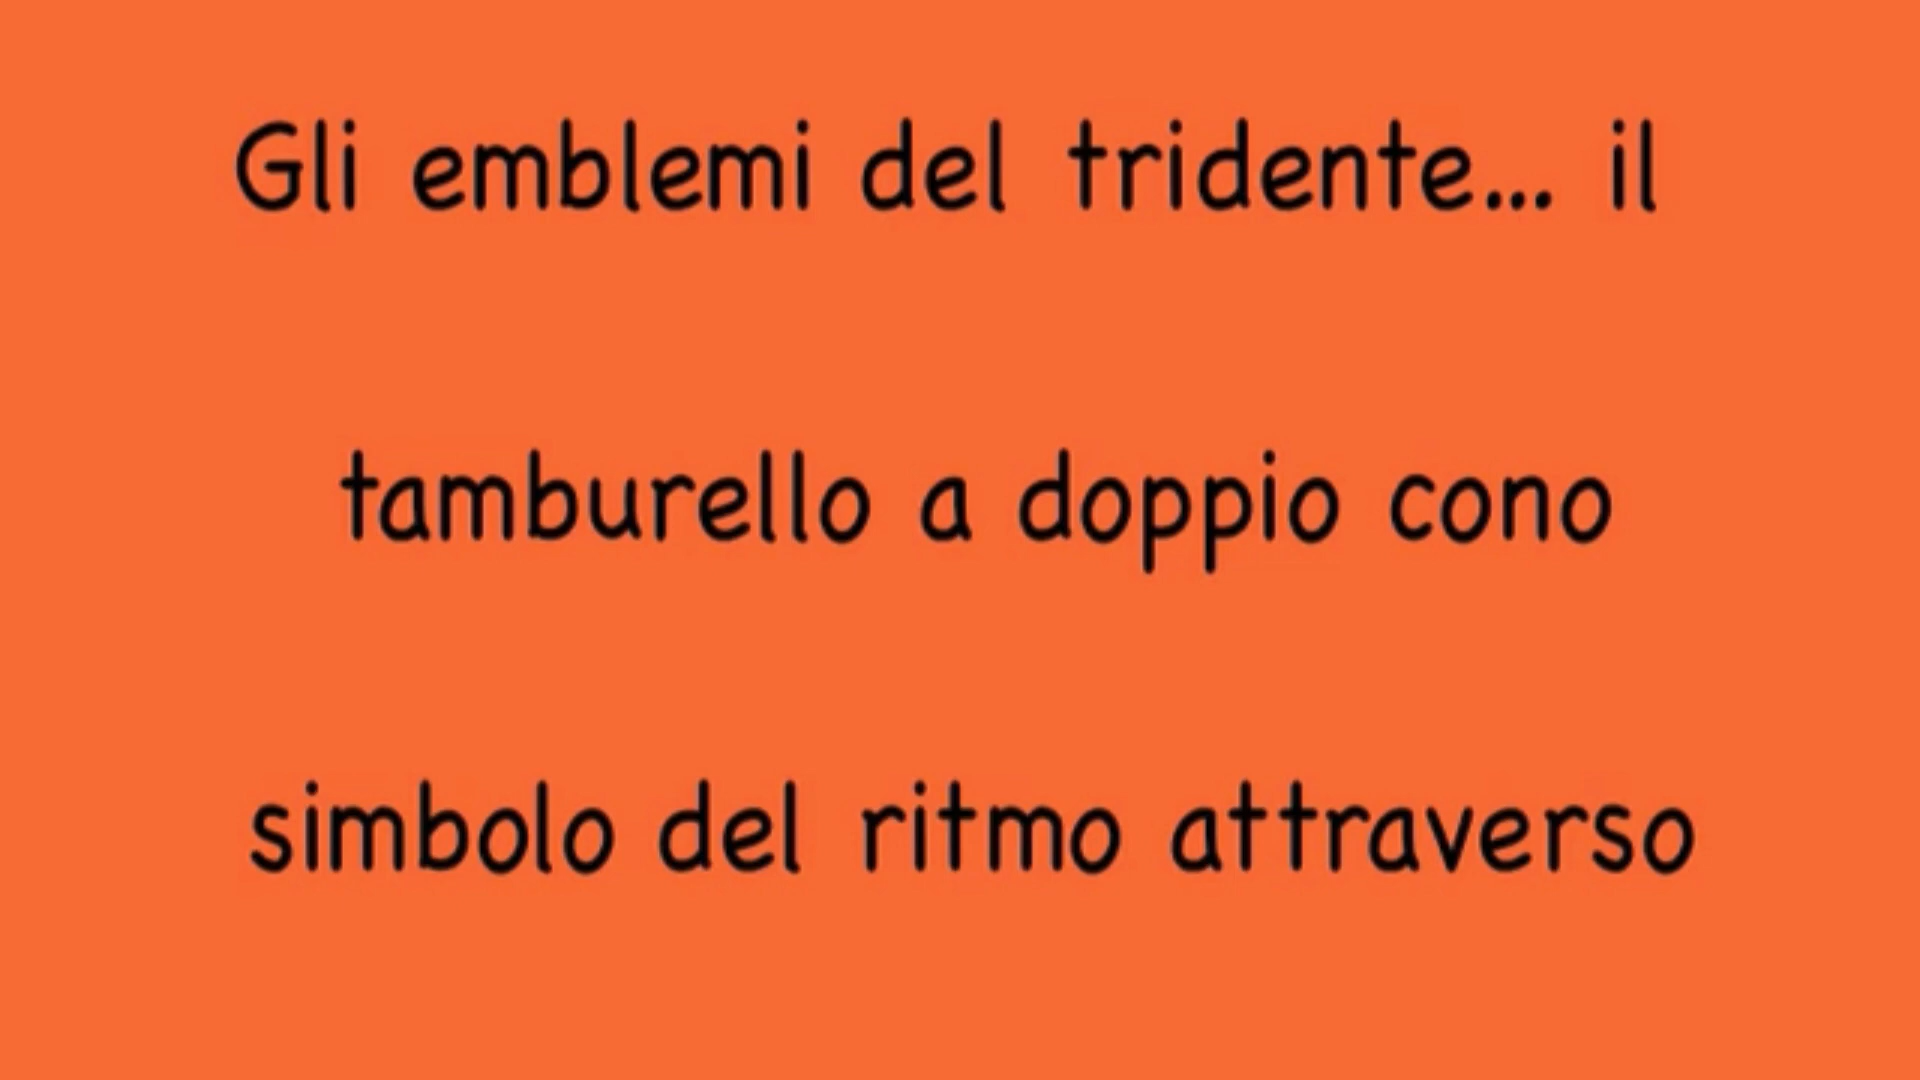 Gli emblemi del tridente... il
tamburello a doppio cono
simbolo del ritmo attraverso